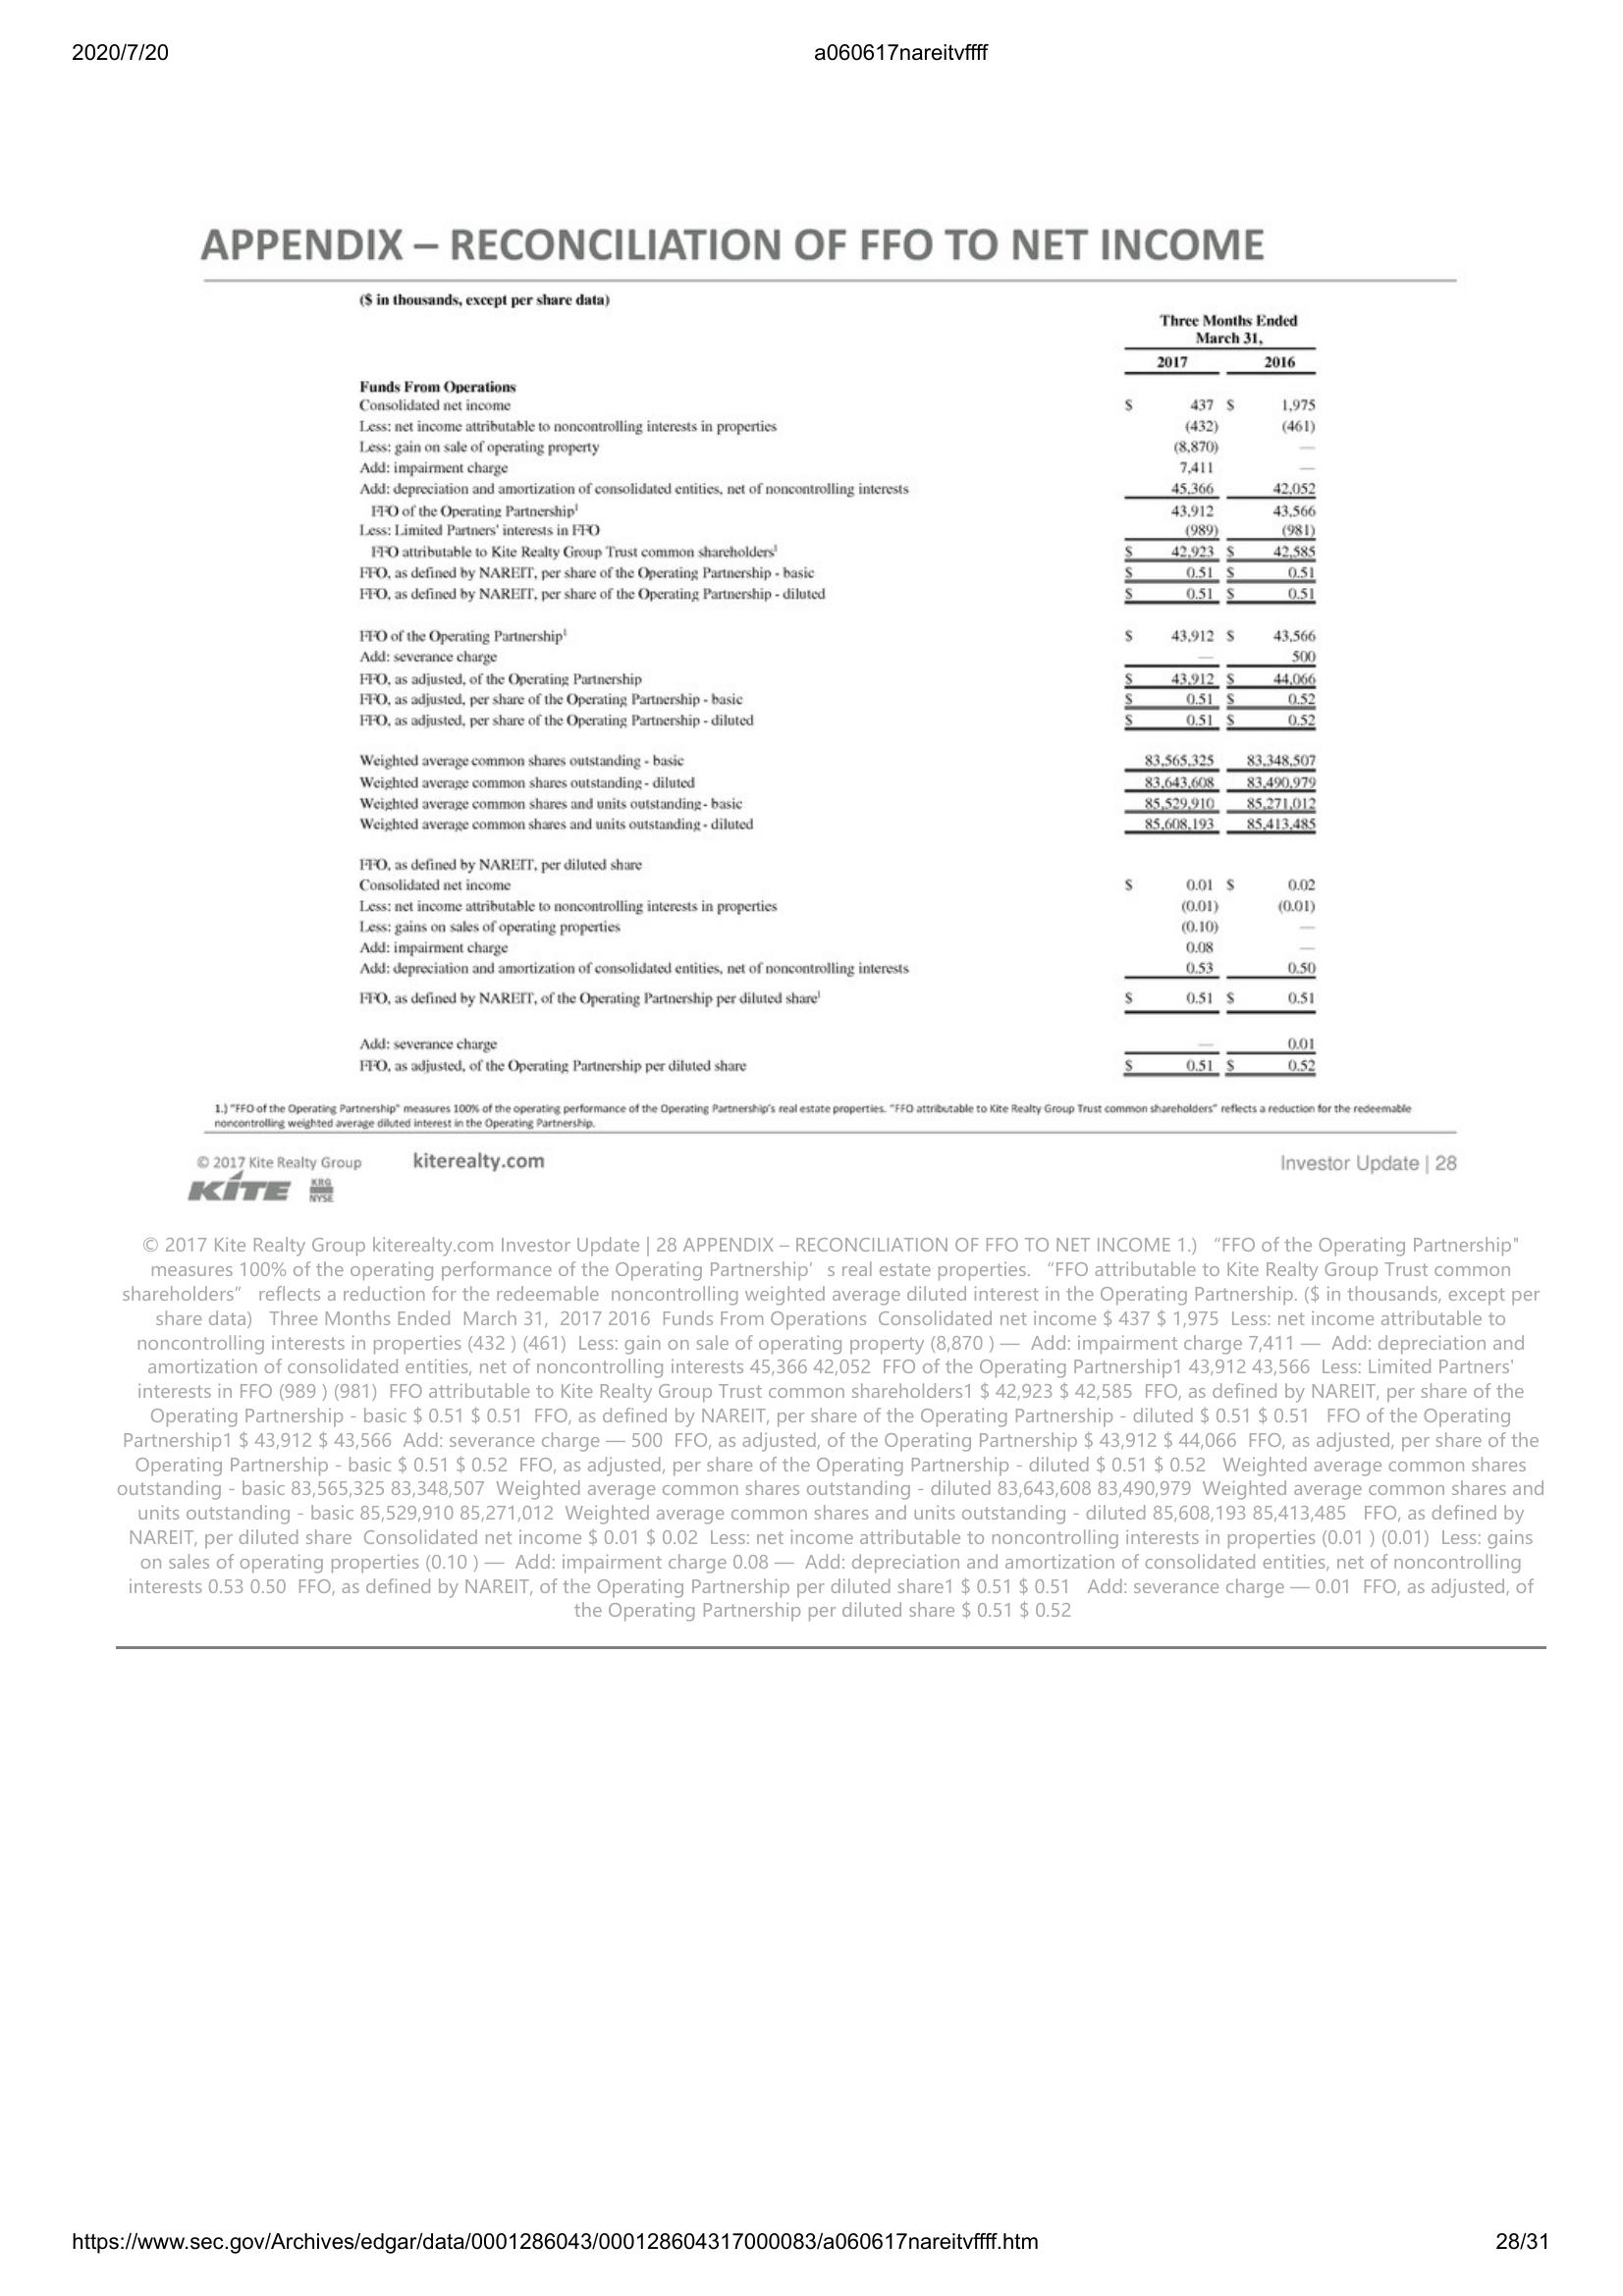 2020/7/20 a060617nareitvffff
APPENDIX – RECONCILIATION OF FFO TO NET INCOME
($ in thousands, except per share data)
Three Months Ended
March 31,
2017 2016
Funds From Operations
Consolidated net income $ 437 $ 1,975
Less: net income attributable to noncontrolling interests in properties (432) (461)
Less: gain on sale of operating property (8,870) —
Add: impairment charge 7,411 —
Add: depreciation and amortization of consolidated entities, net of noncontrolling interests 45,366 42,052
FFO of the Operating Partnership1 43,912 43,566
Less: Limited Partners' interests in FFO (989) (981)
FFO attributable to Kite Realty Group Trust common shareholders1 $ 42,923 $ 42,585
FFO, as defined by NAREIT, per share of the Operating Partnership - basic $ 0.51 $ 0.51
FFO, as defined by NAREIT, per share of the Operating Partnership - diluted $ 0.51 $ 0.51
FFO of the Operating Partnership1 $ 43,912 $ 43,566
Add: severance charge — 500
FFO, as adjusted, of the Operating Partnership $ 43,912 $ 44,066
FFO, as adjusted, per share of the Operating Partnership - basic $ 0.51 $ 0.52
FFO, as adjusted, per share of the Operating Partnership - diluted $ 0.51 $ 0.52
Weighted average common shares outstanding - basic 83,565,325 83,348,507
Weighted average common shares outstanding - diluted 83,643,608 83,490,979
Weighted average common shares and units outstanding - basic 85,529,910 85,271,012
Weighted average common shares and units outstanding - diluted 85,608,193 85,413,485
FFO, as defined by NAREIT, per diluted share
Consolidated net income $ 0.01 $ 0.02
Less: net income attributable to noncontrolling interests in properties (0.01) (0.01)
Less: gains on sales of operating properties (0.10) —
Add: impairment charge 0.08 —
Add: depreciation and amortization of consolidated entities, net of noncontrolling interests 0.53 0.50
FFO, as defined by NAREIT, of the Operating Partnership per diluted share1 $ 0.51 $ 0.51
Add: severance charge — 0.01
FFO, as adjusted, of the Operating Partnership per diluted share $ 0.51 $ 0.52
1.) "FFO of the Operating Partnership" measures 100% of the operating performance of the Operating Partnership's real estate properties. "FFO attributable to Kite Realty Group Trust common shareholders" reflects a reduction for the redeemable
noncontrolling weighted average diluted interest in the Operating Partnership.
© 2017 Kite Realty Group kiterealty.com Investor Update | 28
KITE KRG NYSE
© 2017 Kite Realty Group kiterealty.com Investor Update | 28 APPENDIX – RECONCILIATION OF FFO TO NET INCOME 1.) “FFO of the Operating Partnership"
measures 100% of the operating performance of the Operating Partnership’ s real estate properties. “FFO attributable to Kite Realty Group Trust common
shareholders” reflects a reduction for the redeemable noncontrolling weighted average diluted interest in the Operating Partnership. ($ in thousands, except per
share data) Three Months Ended March 31, 2017 2016 Funds From Operations Consolidated net income $ 437 $ 1,975 Less: net income attributable to
noncontrolling interests in properties (432 ) (461) Less: gain on sale of operating property (8,870 ) — Add: impairment charge 7,411 — Add: depreciation and
amortization of consolidated entities, net of noncontrolling interests 45,366 42,052 FFO of the Operating Partnership1 43,912 43,566 Less: Limited Partners'
interests in FFO (989 ) (981) FFO attributable to Kite Realty Group Trust common shareholders1 $ 42,923 $ 42,585 FFO, as defined by NAREIT, per share of the
Operating Partnership - basic $ 0.51 $ 0.51 FFO, as defined by NAREIT, per share of the Operating Partnership - diluted $ 0.51 $ 0.51 FFO of the Operating
Partnership1 $ 43,912 $ 43,566 Add: severance charge — 500 FFO, as adjusted, of the Operating Partnership $ 43,912 $ 44,066 FFO, as adjusted, per share of the
Operating Partnership - basic $ 0.51 $ 0.52 FFO, as adjusted, per share of the Operating Partnership - diluted $ 0.51 $ 0.52 Weighted average common shares
outstanding - basic 83,565,325 83,348,507 Weighted average common shares outstanding - diluted 83,643,608 83,490,979 Weighted average common shares and
units outstanding - basic 85,529,910 85,271,012 Weighted average common shares and units outstanding - diluted 85,608,193 85,413,485 FFO, as defined by
NAREIT, per diluted share Consolidated net income $ 0.01 $ 0.02 Less: net income attributable to noncontrolling interests in properties (0.01 ) (0.01) Less: gains
on sales of operating properties (0.10 ) — Add: impairment charge 0.08 — Add: depreciation and amortization of consolidated entities, net of noncontrolling
interests 0.53 0.50 FFO, as defined by NAREIT, of the Operating Partnership per diluted share1 $ 0.51 $ 0.51 Add: severance charge — 0.01 FFO, as adjusted, of
the Operating Partnership per diluted share $ 0.51 $ 0.52
https://www.sec.gov/Archives/edgar/data/0001286043/000128604317000083/a060617nareitvffff.htm 28/31